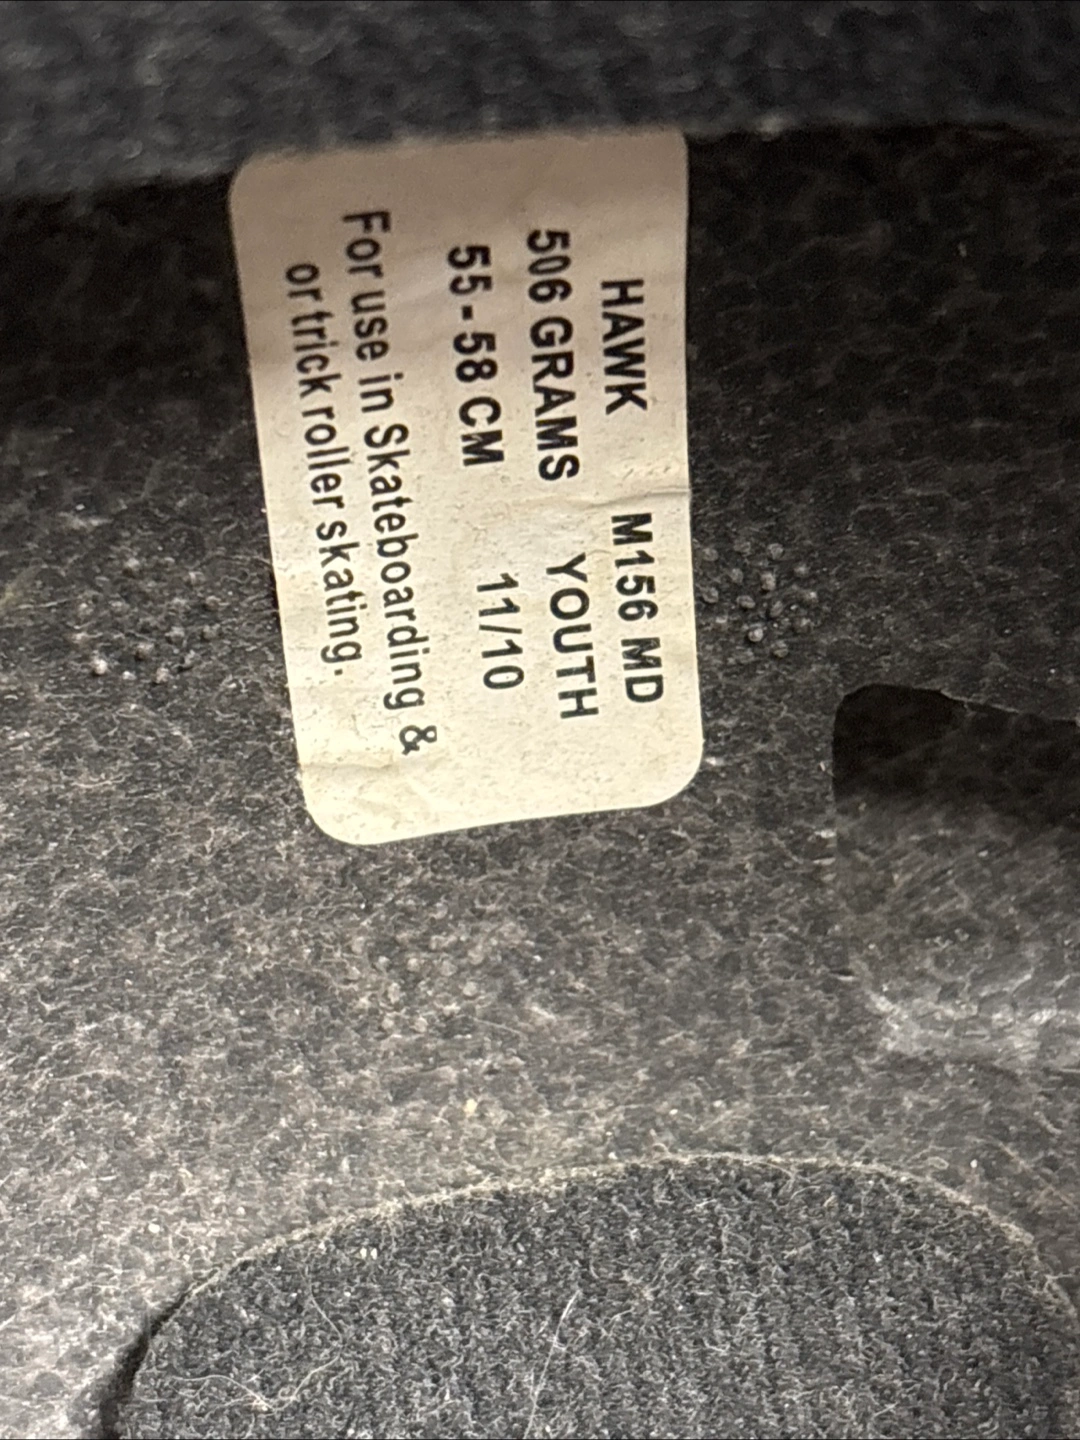 HAWK M156 MD
506 GRAMS YOUTH
55 - 58 CM 11/10
For use in Skateboarding &
or trick roller skating.